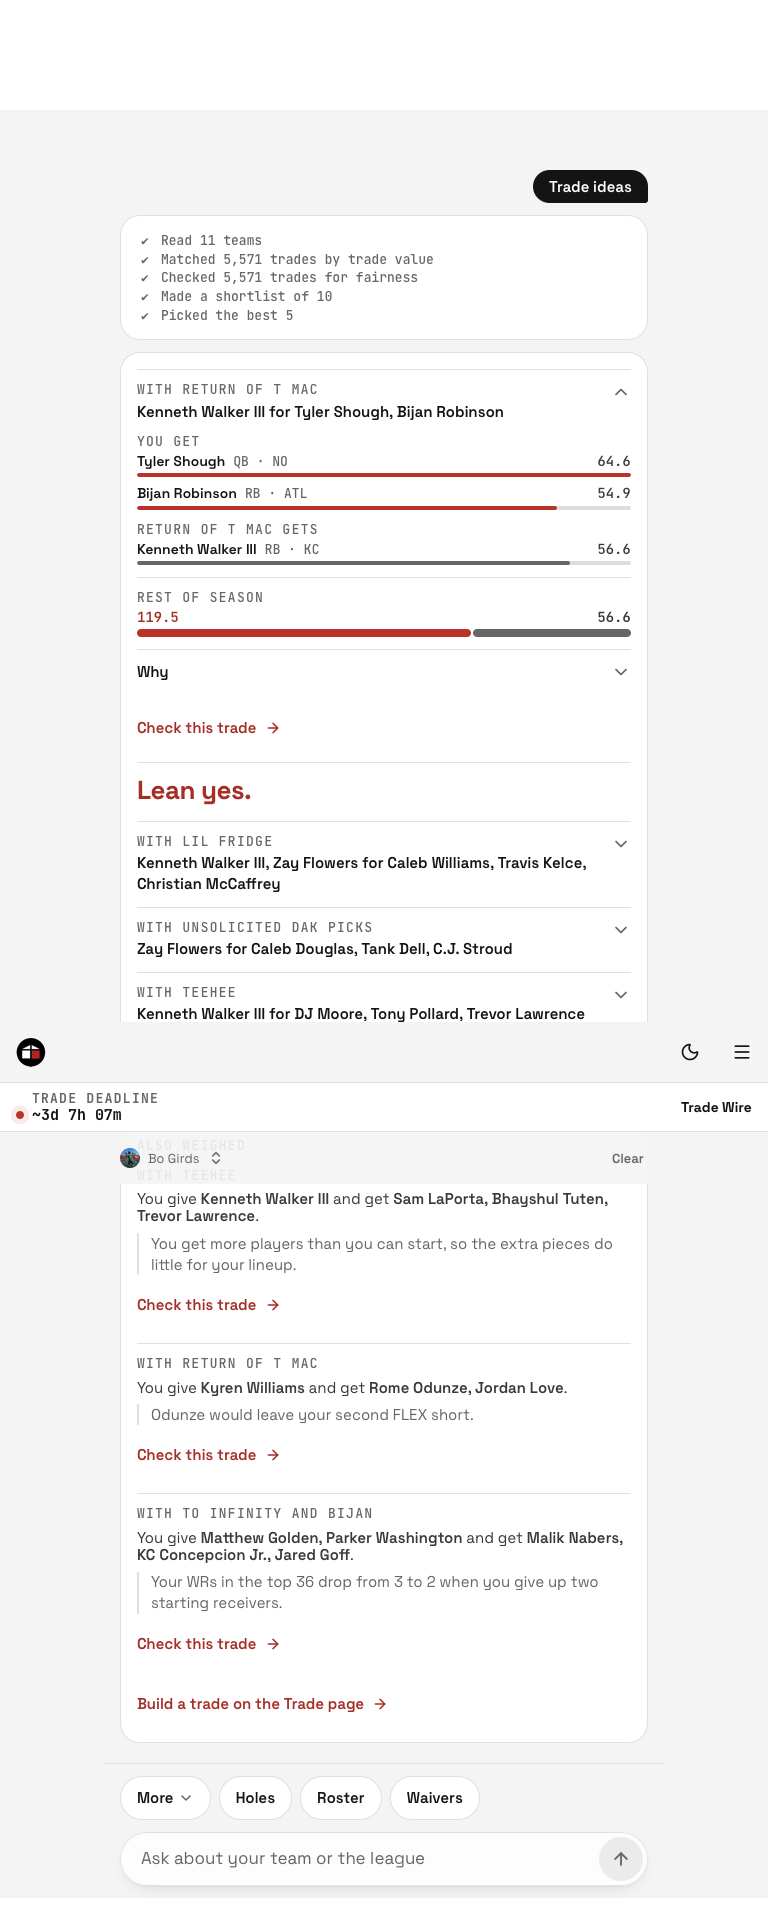 Trade ideas
✔ Read 11 teams
✔ Matched 5,571 trades by trade value
✔ Checked 5,571 trades for fairness
✔ Made a shortlist of 10
✔ Picked the best 5
WITH RETURN OF T MAC
Kenneth Walker III for Tyler Shough, Bijan Robinson
YOU GET
Tyler Shough QB · NO 64.6
Bijan Robinson RB · ATL 54.9
RETURN OF T MAC GETS
Kenneth Walker III RB · KC 56.6
REST OF SEASON
119.5 56.6
Why
Check this trade →
Lean yes.
WITH LIL FRIDGE
Kenneth Walker III, Zay Flowers for Caleb Williams, Travis Kelce,
Christian McCaffrey
WITH UNSOLICITED DAK PICKS
Zay Flowers for Caleb Douglas, Tank Dell, C.J. Stroud
WITH TEEHEE
Kenneth Walker III for DJ Moore, Tony Pollard, Trevor Lawrence
TRADE DEADLINE
~3d 7h 07m
Trade Wire
ALSO WEIGHED
Bo Girds Clear
WITH TEEHEE
You give Kenneth Walker III and get Sam LaPorta, Bhayshul Tuten,
Trevor Lawrence.
You get more players than you can start, so the extra pieces do
little for your lineup.
Check this trade →
WITH RETURN OF T MAC
You give Kyren Williams and get Rome Odunze, Jordan Love.
Odunze would leave your second FLEX short.
Check this trade →
WITH TO INFINITY AND BIJAN
You give Matthew Golden, Parker Washington and get Malik Nabers,
KC Concepcion Jr., Jared Goff.
Your WRs in the top 36 drop from 3 to 2 when you give up two
starting receivers.
Check this trade →
Build a trade on the Trade page →
More Holes Roster Waivers
Ask about your team or the league